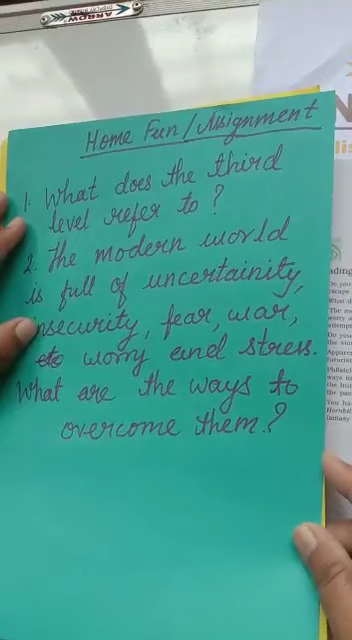 ARROW
Home Fun/Assignment
1. What does the third
level refer to?
2. The modern world
is full of uncertainity,
insecurity, fear, war,
etc worry and stress.
What are the ways to
overcome them?